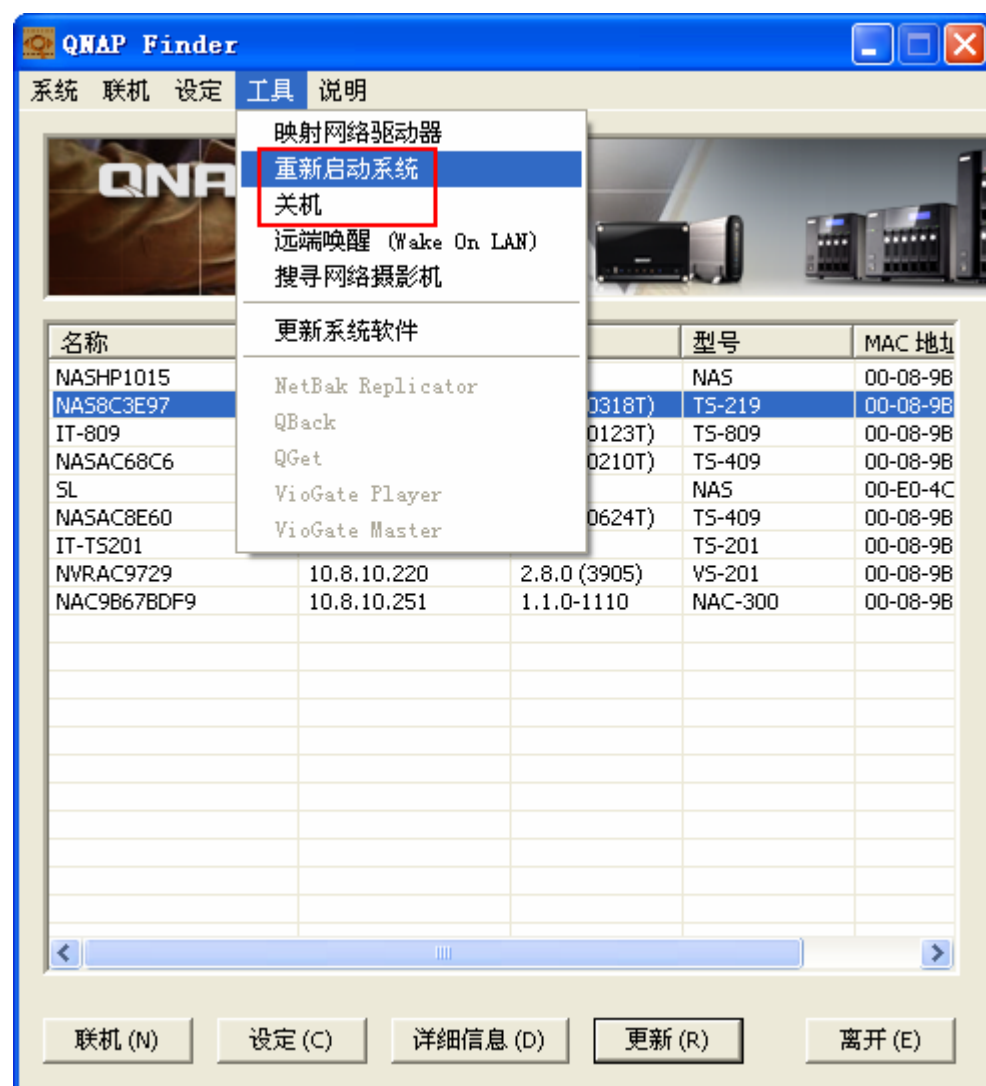 QNAP Finder
系统 联机 设定 工具 说明
映射网络驱动器
重新启动系统
关机
远端唤醒 (Wake On LAN)
搜寻网络摄影机
更新系统软件
NetBak Replicator
QBack
QGet
VioGate Player
VioGate Master
QNA
名称 型号 MAC 地址
NASHP1015 NAS 00-08-9B
NAS8C3E97 0318T) TS-219 00-08-9B
IT-809 0123T) TS-809 00-08-9B
NASAC68C6 0210T) TS-409 00-08-9B
SL NAS 00-E0-4C
NASAC8E60 0624T) TS-409 00-08-9B
IT-TS201 TS-201 00-08-9B
NVRAC9729 10.8.10.220 2.8.0 (3905) VS-201 00-08-9B
NAC9B67BDF9 10.8.10.251 1.1.0-1110 NAC-300 00-08-9B
联机 (N) 设定 (C) 详细信息 (D) 更新 (R) 离开 (E)